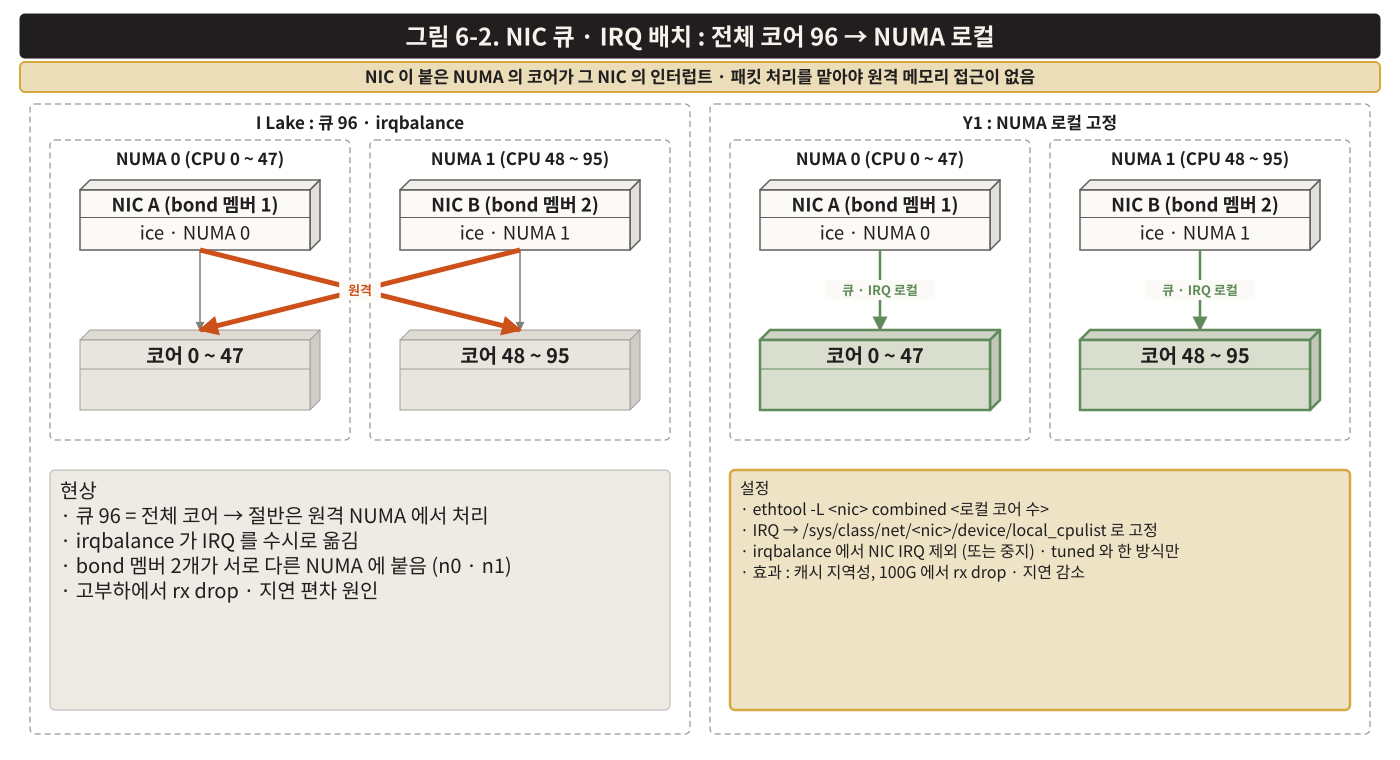 그림 6-2. NIC 큐 · IRQ 배치 : 전체 코어 96 → NUMA 로컬
NIC 이 붙은 NUMA 의 코어가 그 NIC 의 인터럽트 · 패킷 처리를 맡아야 원격 메모리 접근이 없음
I Lake : 큐 96 · irqbalance
NUMA 0 (CPU 0 ~ 47)
NIC A (bond 멤버 1)
ice · NUMA 0
NUMA 1 (CPU 48 ~ 95)
NIC B (bond 멤버 2)
ice · NUMA 1
원격
코어 0 ~ 47
코어 48 ~ 95
현상
· 큐 96 = 전체 코어 → 절반은 원격 NUMA 에서 처리
· irqbalance 가 IRQ 를 수시로 옮김
· bond 멤버 2개가 서로 다른 NUMA 에 붙음 (n0 · n1)
· 고부하에서 rx drop · 지연 편차 원인
Y1 : NUMA 로컬 고정
NUMA 0 (CPU 0 ~ 47)
NIC A (bond 멤버 1)
ice · NUMA 0
큐 · IRQ 로컬
코어 0 ~ 47
NUMA 1 (CPU 48 ~ 95)
NIC B (bond 멤버 2)
ice · NUMA 1
큐 · IRQ 로컬
코어 48 ~ 95
설정
· ethtool -L <nic> combined <로컬 코어 수>
· IRQ → /sys/class/net/<nic>/device/local_cpulist 로 고정
· irqbalance 에서 NIC IRQ 제외 (또는 중지) · tuned 와 한 방식만
· 효과 : 캐시 지역성, 100G 에서 rx drop · 지연 감소